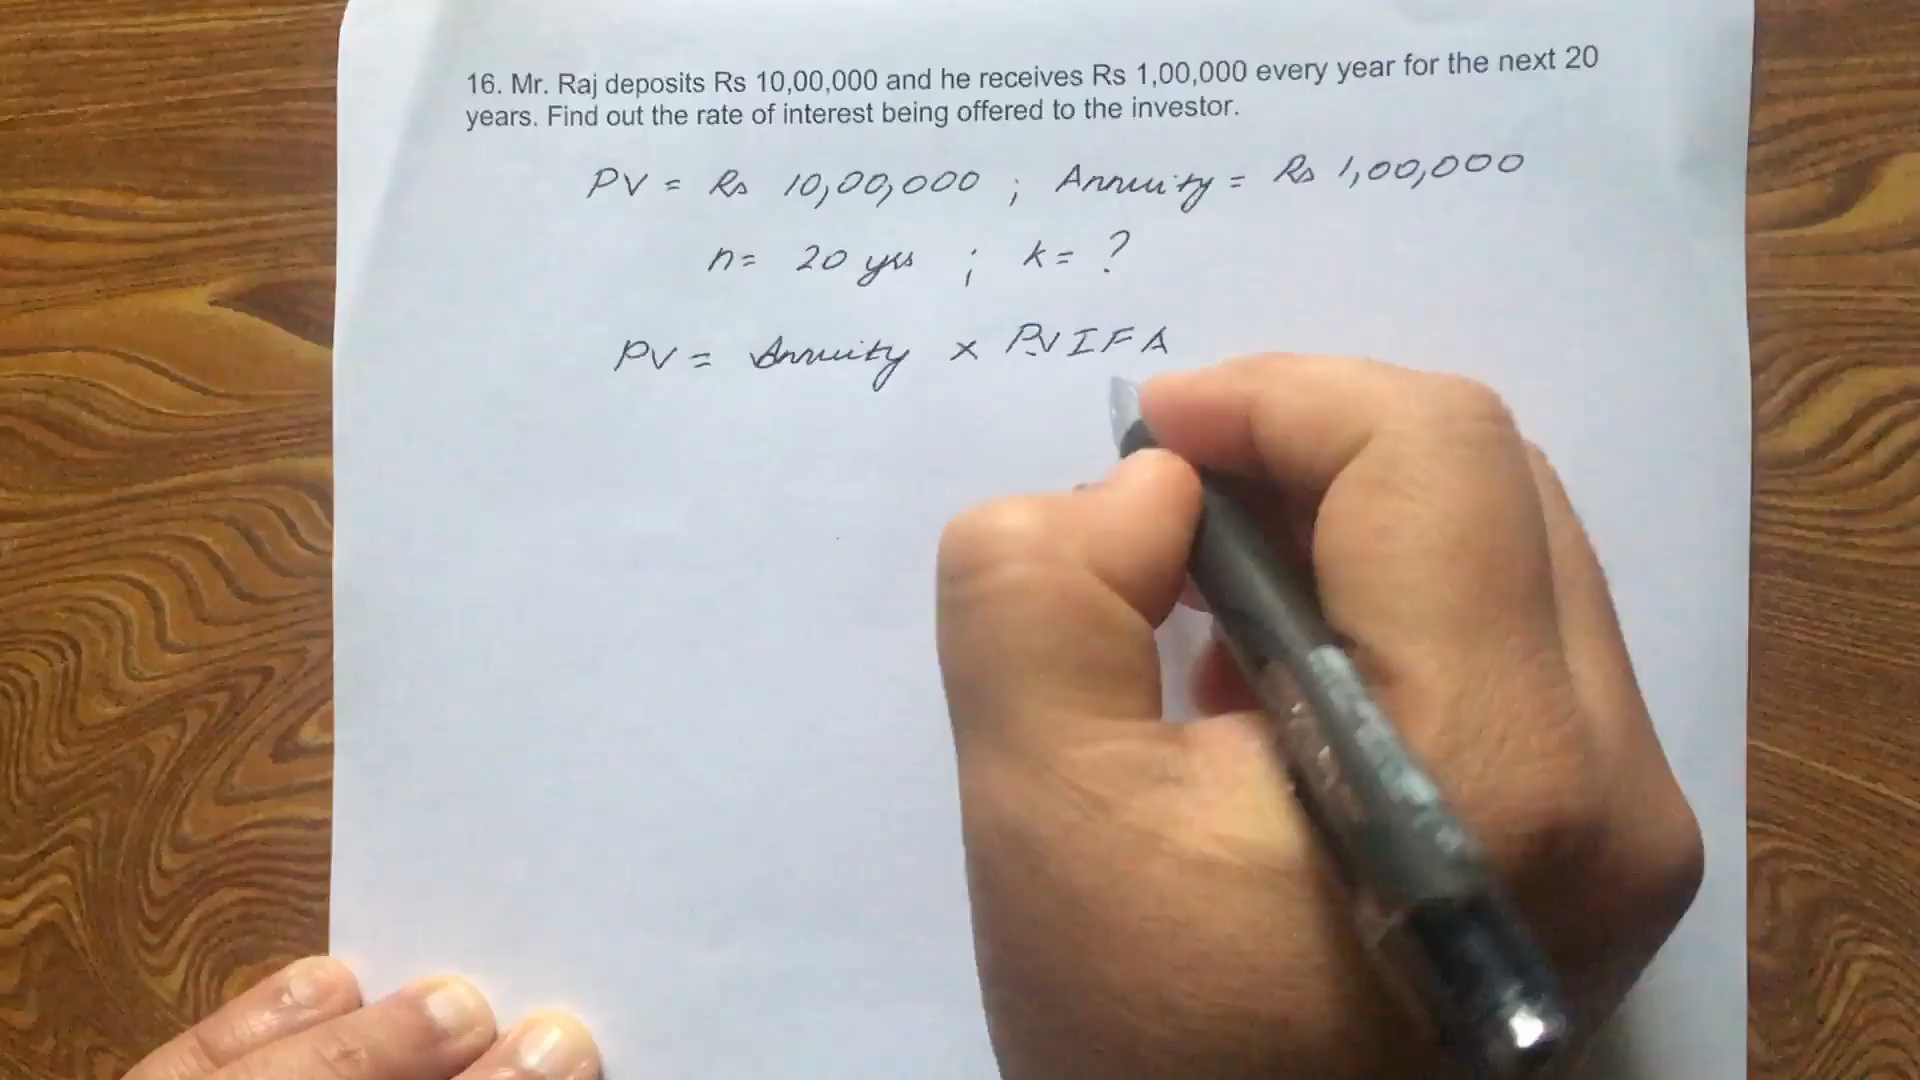 16. Mr. Raj deposits Rs 10,00,000 and he receives Rs 1,00,000 every year for the next 20
years. Find out the rate of interest being offered to the investor.
PV = Rs 10,00,000 ; Annuity = Rs 1,00,000
n= 20 yrs ; k= ?
PV = Annuity x PVIFA